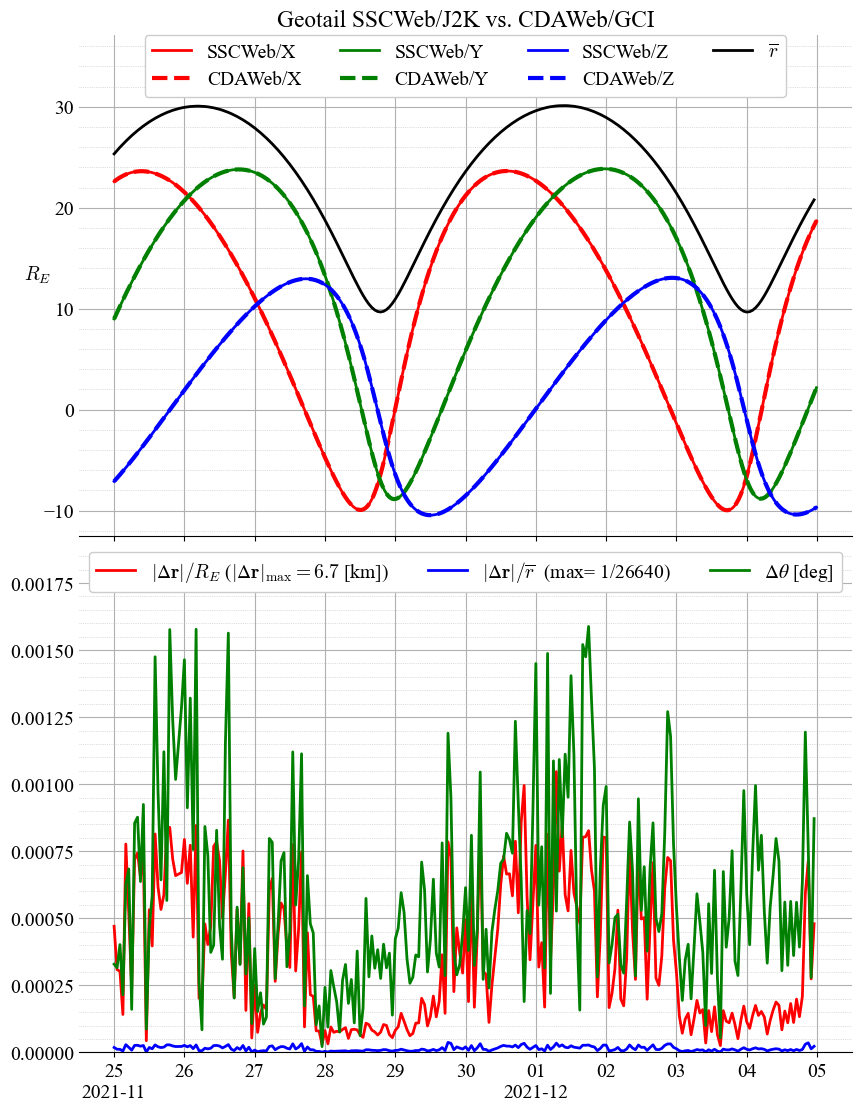 Geotail SSCWeb/J2K vs. CDAWeb/GCI
SSCWeb/X SSCWeb/Y SSCWeb/Z r̅
CDAWeb/X CDAWeb/Y CDAWeb/Z
30
20
R_E
10
0
−10
|Δr|/R_E (|Δr|max = 6.7 [km]) |Δr|/r̅ (max= 1/26640) Δθ [deg]
0.00175
0.00150
0.00125
0.00100
0.00075
0.00050
0.00025
0.00000
25 26 27 28 29 30 01 02 03 04 05
2021-11 2021-12